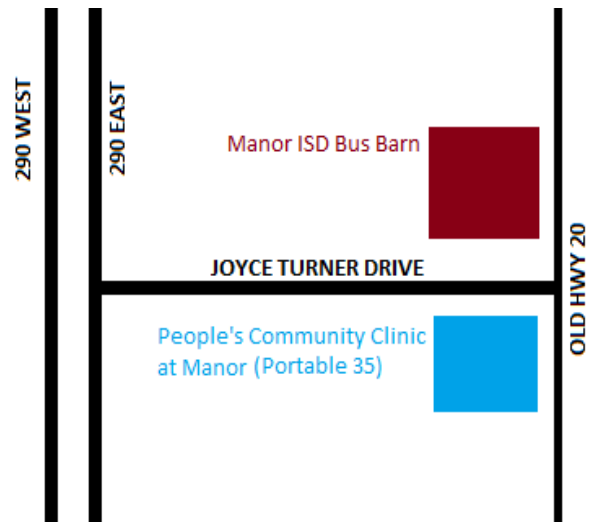 290 WEST
290 EAST
Manor ISD Bus Barn
JOYCE TURNER DRIVE
OLD HWY 20
People's Community Clinic
at Manor (Portable 35)